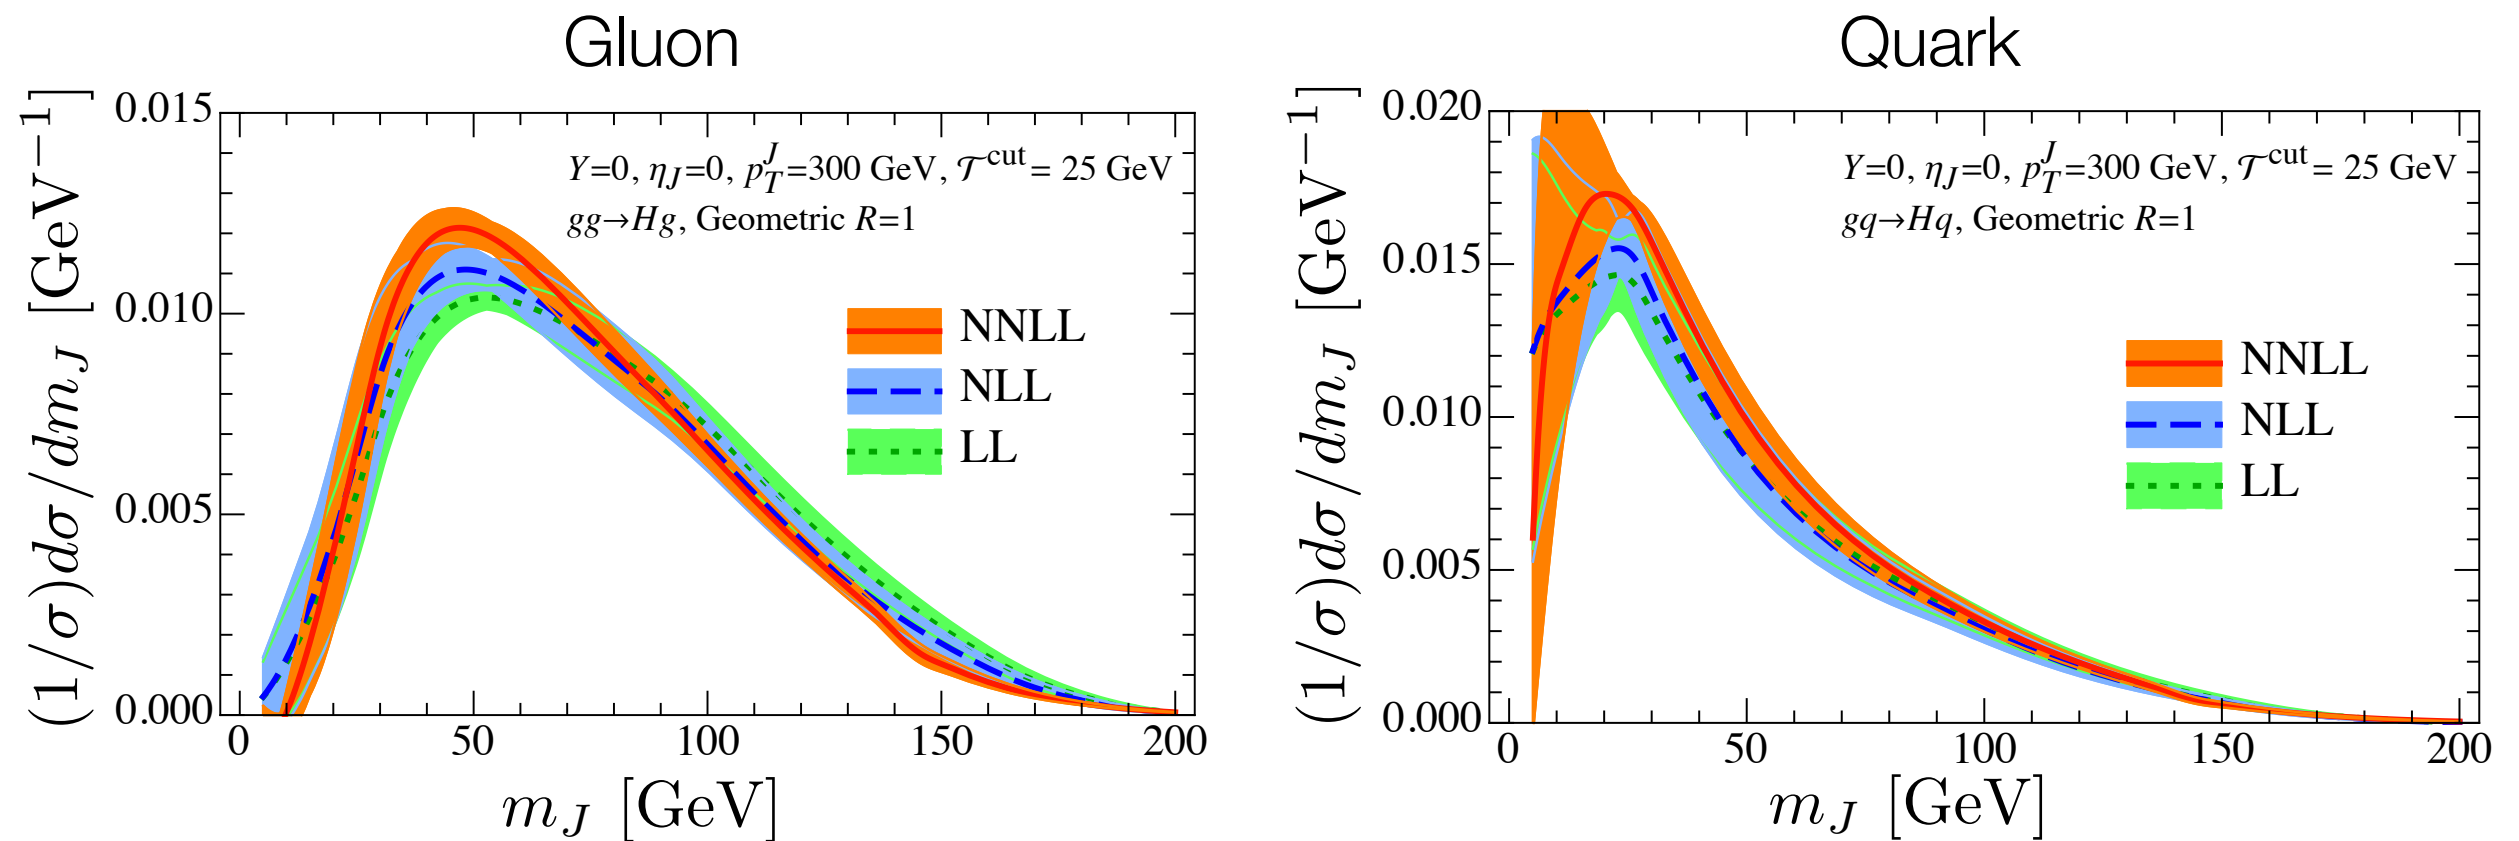 Gluon
(1/σ)dσ/dm_J [GeV⁻¹]
0.015
0.010
0.005
0.000
Y=0, η_J=0, p_T^J=300 GeV, 𝒯^cut= 25 GeV
gg→Hg, Geometric R=1
NNLL
NLL
LL
0 50 100 150 200
m_J [GeV]
Quark
(1/σ)dσ/dm_J [GeV⁻¹]
0.020
0.015
0.010
0.005
0.000
Y=0, η_J=0, p_T^J=300 GeV, 𝒯^cut= 25 GeV
gq→Hq, Geometric R=1
NNLL
NLL
LL
0 50 100 150 200
m_J [GeV]